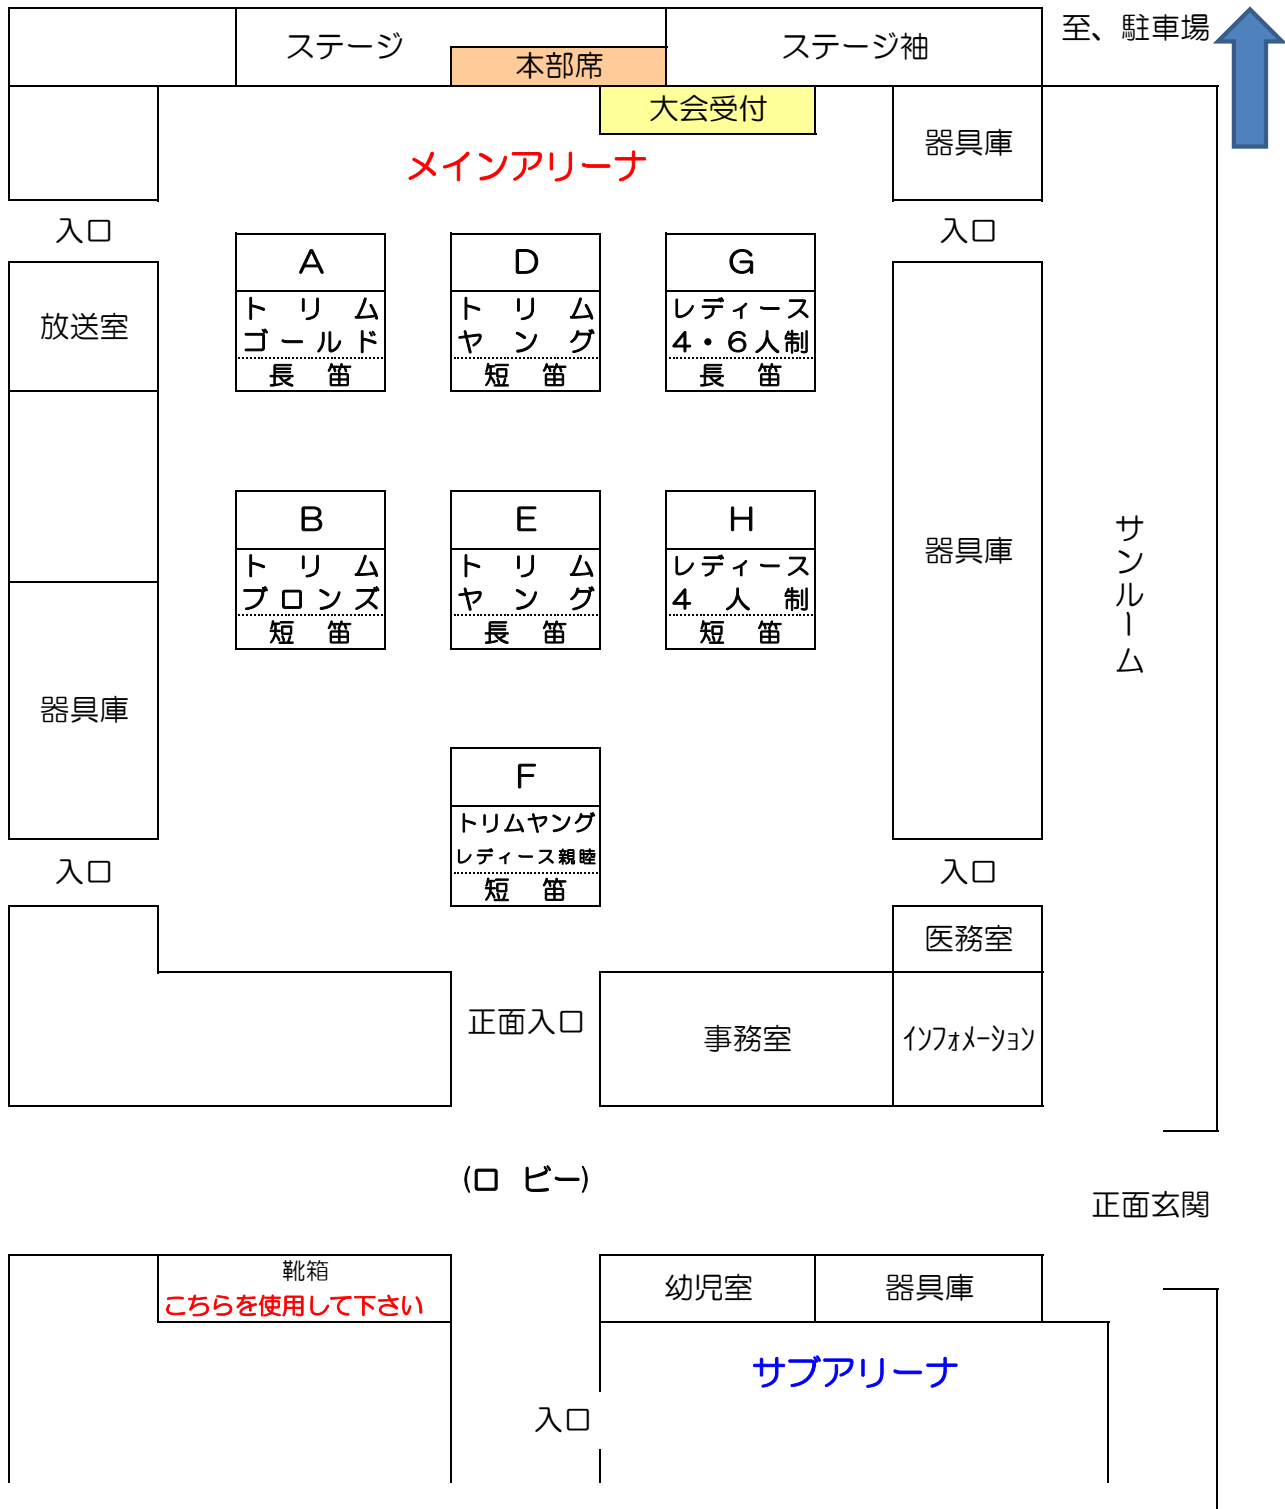 至、駐車場
ステージ
ステージ袖
本部席
大会受付
器具庫
メインアリーナ
入口
入口
A
D
G
放送室
トリム
ゴールド
長 笛
トリム
ヤング
短 笛
レディース
4・6人制
長 笛
B
E
H
トリム
ブロンズ
短 笛
トリム
ヤング
長 笛
レディース
4人制
短 笛
器具庫
サンルーム
器具庫
F
トリムヤング
レディース親睦
短 笛
入口
入口
医務室
正面入口
事務室
インフォメーション
(ロ ビー)
正面玄関
靴箱
こちらを使用して下さい
幼児室
器具庫
サブアリーナ
入口